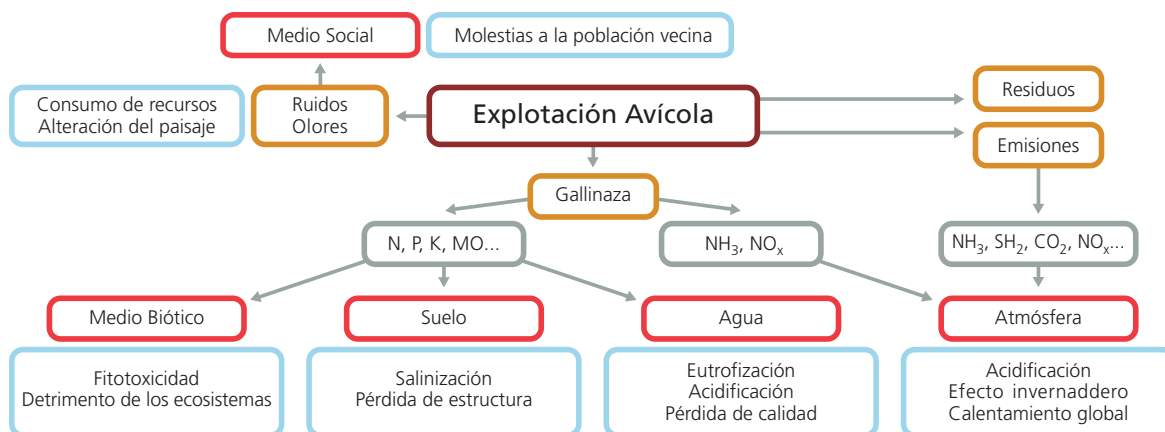 Medio Social
Molestias a la población vecina
Consumo de recursos
Alteración del paisaje
Ruidos
Olores
Explotación Avícola
Residuos
Emisiones
Gallinaza
N, P, K, MO...
NH₃, NOₓ
NH₃, SH₂, CO₂, NOₓ...
Medio Biótico
Suelo
Agua
Atmósfera
Fitotoxicidad
Detrimento de los ecosistemas
Salinización
Pérdida de estructura
Eutrofización
Acidificación
Pérdida de calidad
Acidificación
Efecto invernaddero
Calentamiento global